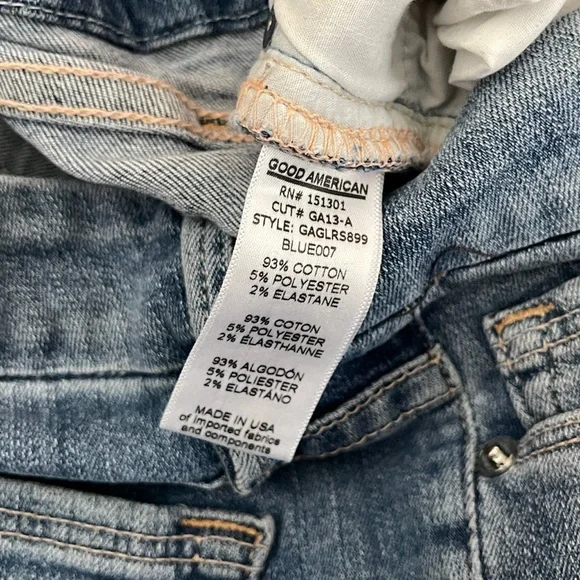 GOOD AMERICAN
RN# 151301
CUT# GA13-A
STYLE: GAGLRS899
BLUE007
93% COTTON
5% POLYESTER
2% ELASTANE
93% COTON
5% POLYESTER
2% ÉLASTHANNE
93% ALGODÓN
5% POLIESTER
2% ELASTANO
MADE IN USA
of imported fabrics
and components